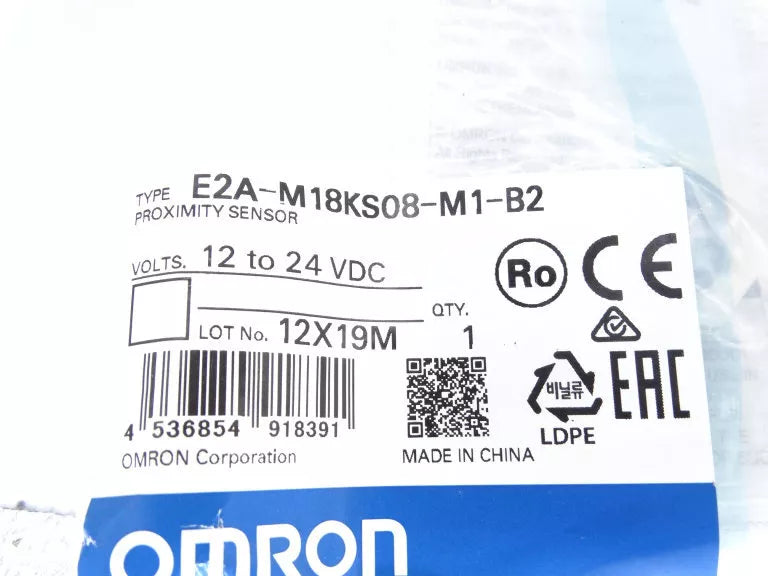 TYPE E2A-M18KS08-M1-B2
PROXIMITY SENSOR
VOLTS. 12 to 24 VDC
Ro CE
LOT No. 12X19M
QTY.
1
비닐류
LDPE
EAC
4 536854 918391
OMRON Corporation
MADE IN CHINA
OMRON